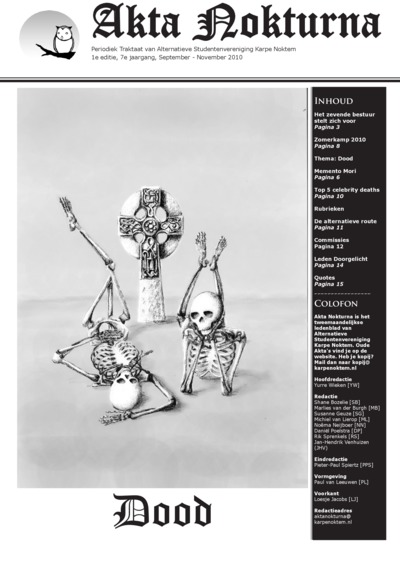 Akta Nokturna
Periodiek Traktaat van Alternatieve Studentenvereniging Karpe Noktem
1e editie, 7e jaargang, September - November 2010
Inhoud
Het zevende bestuur
stelt zich voor
Pagina 3
Zomerkamp 2010
Pagina 8
Thema: Dood
Memento Mori
Pagina 6
Top 5 celebrity deaths
Pagina 10
Rubrieken
De alternatieve route
Pagina 11
Commissies
Pagina 12
Leden Doorgelicht
Pagina 14
Quotes
Pagina 15
Colofon
Akta Nokturna is het
tweemaandelijkse
ledenblad van
Alternatieve
Studentenvereniging
Karpe Noktem. Oude
Akta's vind je op de
website. Heb je kopij?
Mail dan naar kopij@
karpenoktem.nl
Hoofdredactie
Yurre Wieken [YW]
Redactie
Shane Bozelie [SB]
Marlies van der Burgh [MB]
Susanne Geuze [SG]
Michiel van Lierop [ML]
Noëma Neijboer [NN]
Daniël Poelstra [DP]
Rik Sprenkels [RS]
Jan-Hendrik Venhuizen
[JHV]
Eindredactie
Pieter-Paul Spiertz [PPS]
Vormgeving
Paul van Leeuwen [PL]
Voorkant
Loesje Jacobs [LJ]
Redactieadres
aktanokturna@
karpenoktem.nl
Dood